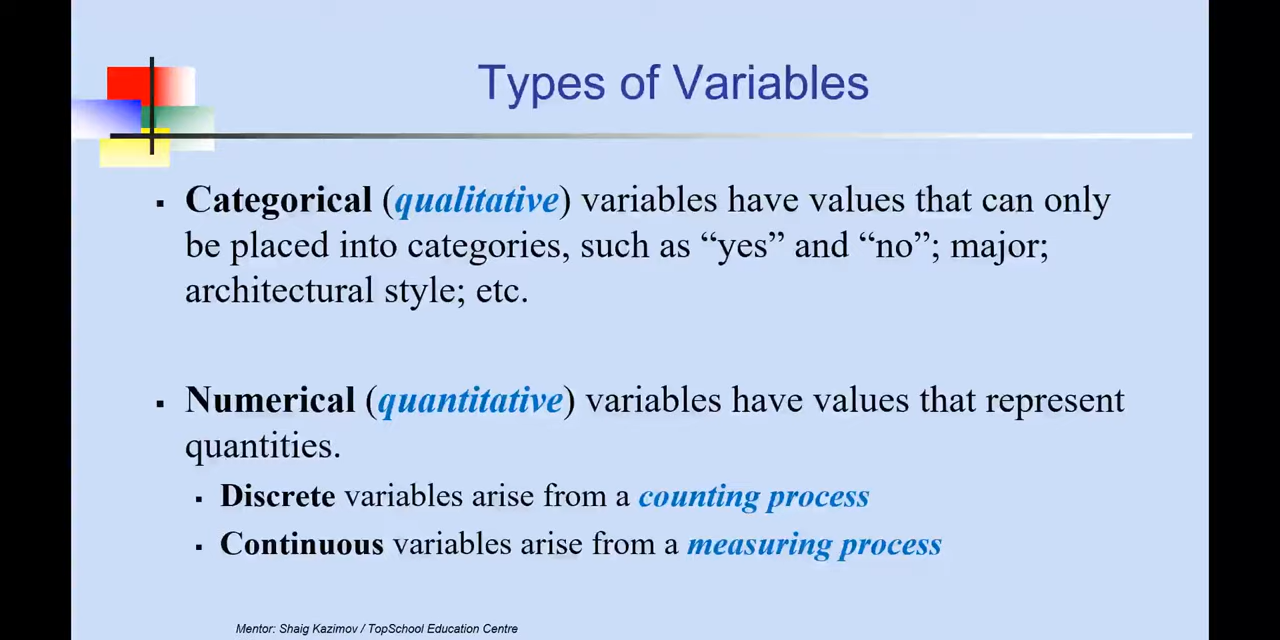 Types of Variables
▪ Categorical (qualitative) variables have values that can only
be placed into categories, such as “yes” and “no”; major;
architectural style; etc.
▪ Numerical (quantitative) variables have values that represent
quantities.
▪ Discrete variables arise from a counting process
▪ Continuous variables arise from a measuring process
Mentor: Shaig Kazimov / TopSchool Education Centre